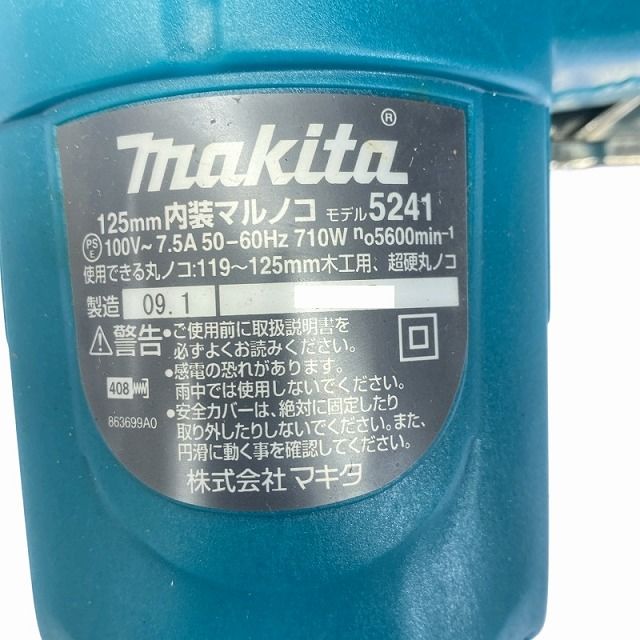 makita®
125mm内装マルノコ モデル5241
PSE 100V~7.5A 50-60Hz 710W n₀5600min⁻¹
使用できる丸ノコ:119~125mm木工用、超硬丸ノコ
製造 09.1
⚠警告 •ご使用前に取扱説明書を
必ずよくお読みください。
•感電の恐れがあります。
雨中では使用しないでください。
408
•安全カバーは、絶対に固定したり
863699A0
取り外したりしないでください。また、
円滑に動く事を確認してください。
株式会社マキタ